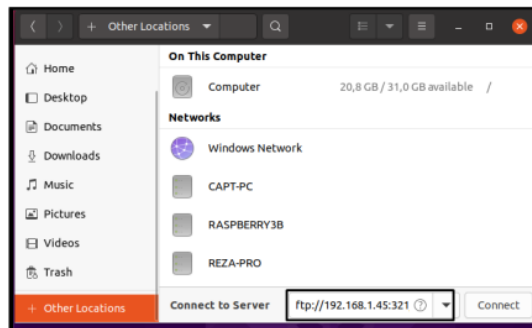 + Other Locations
Home
Desktop
Documents
Downloads
Music
Pictures
Videos
Trash
+ Other Locations
On This Computer
Computer 20,8 GB / 31,0 GB available /
Networks
Windows Network
CAPT-PC
RASPBERRY3B
REZA-PRO
Connect to Server ftp://192.168.1.45:321 Connect